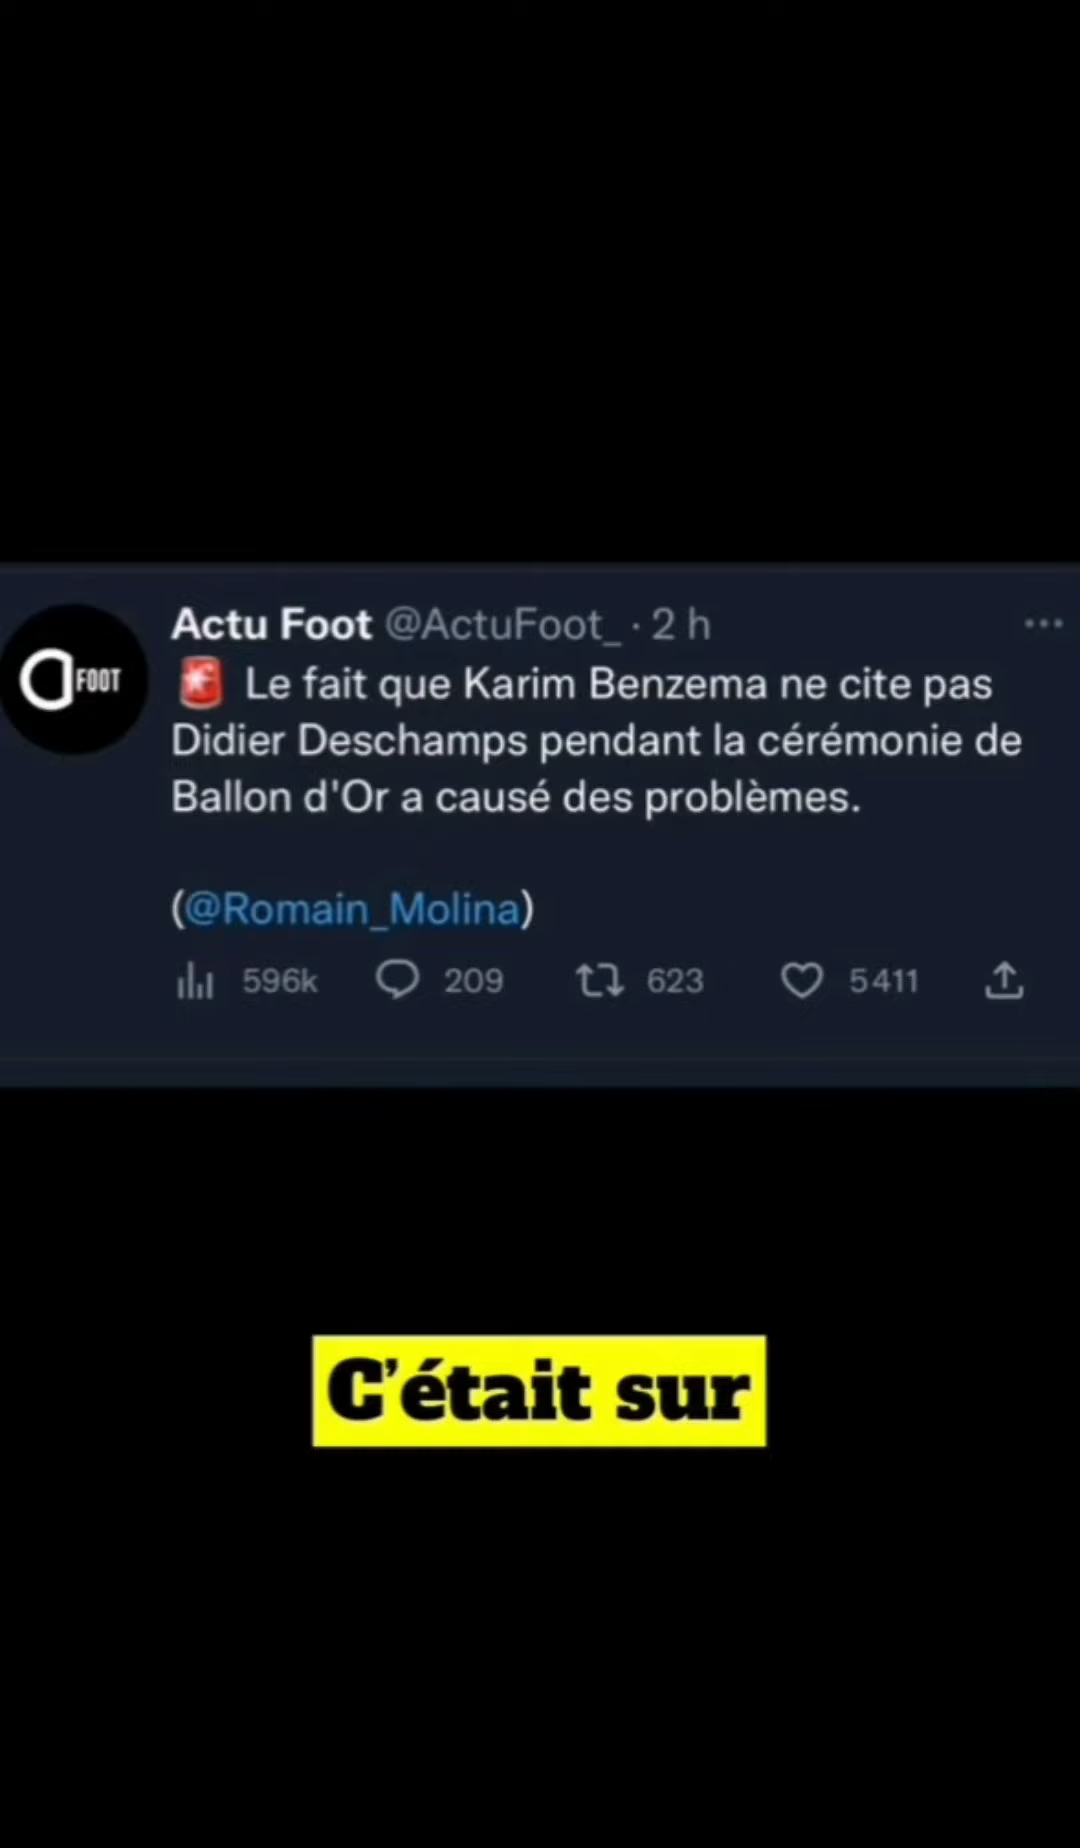 FOOT
Actu Foot @ActuFoot_ · 2 h
🚨 Le fait que Karim Benzema ne cite pas
Didier Deschamps pendant la cérémonie de
Ballon d'Or a causé des problèmes.
(@Romain_Molina)
596k 209 623 5411
C'était sur